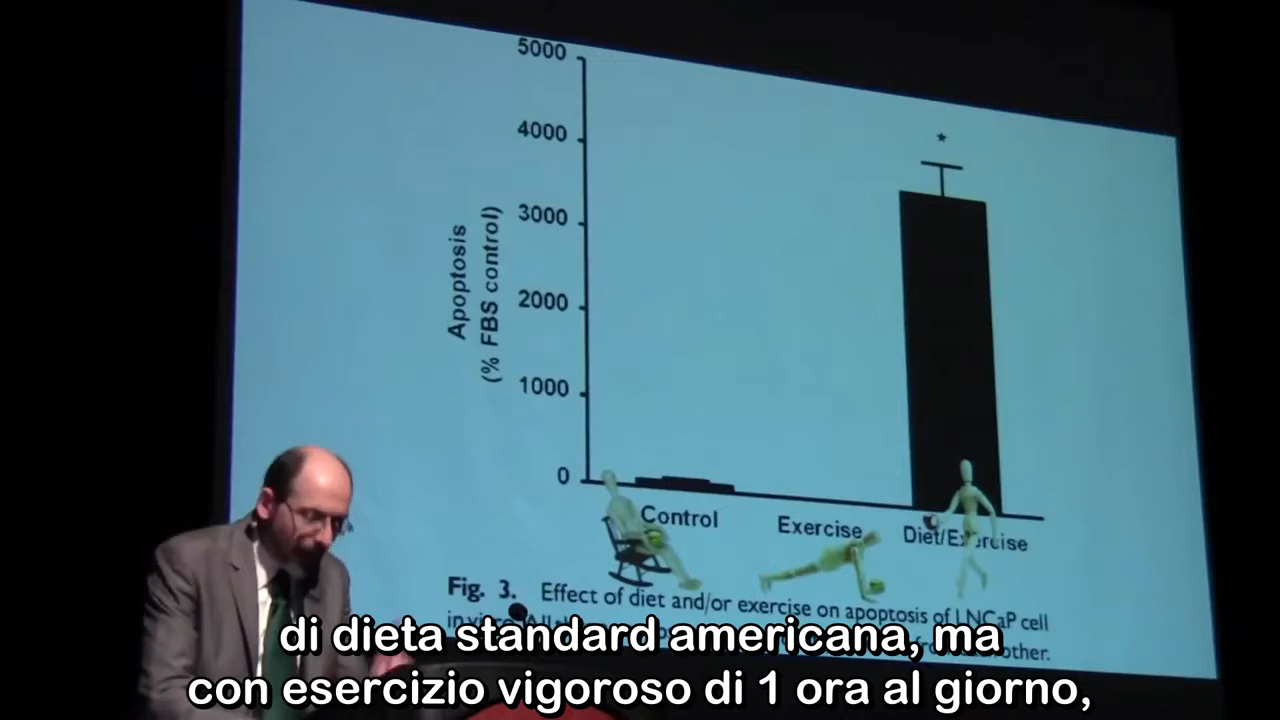 5000
4000
*
3000
2000
1000
0
Apoptosis
(% FBS control)
Control
Exercise
Diet/Exercise
Fig. 3. Effect of diet and/or exercise on apoptosis of LNCaP cell
other.
di dieta standard americana, ma
con esercizio vigoroso di 1 ora al giorno,